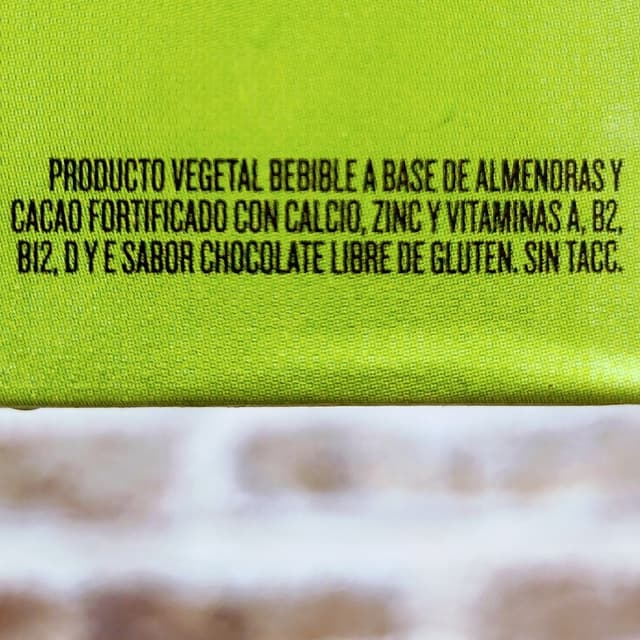 PRODUCTO VEGETAL BEBIBLE A BASE DE ALMENDRAS Y
CACAO FORTIFICADO CON CALCIO, ZINC Y VITAMINAS A, B2,
B12, D Y E SABOR CHOCOLATE LIBRE DE GLUTEN. SIN TACC.